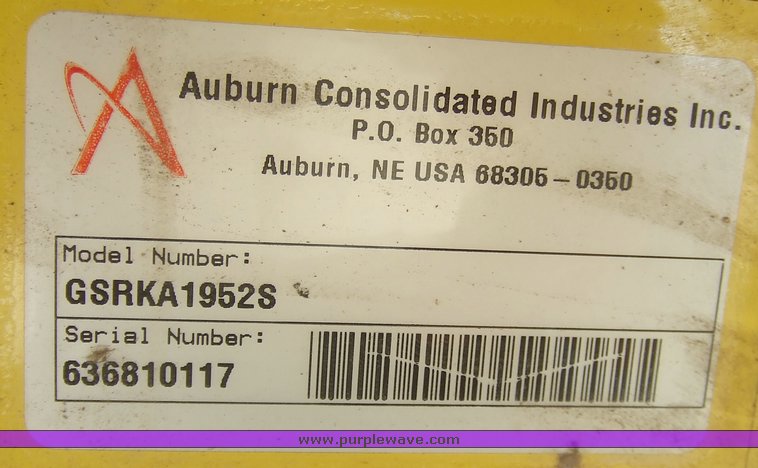 Auburn Consolidated Industries Inc.
P.O. Box 350
Auburn, NE USA 68305-0350
Model Number:
GSRKA1952S
Serial Number:
636810117
www.purplewave.com